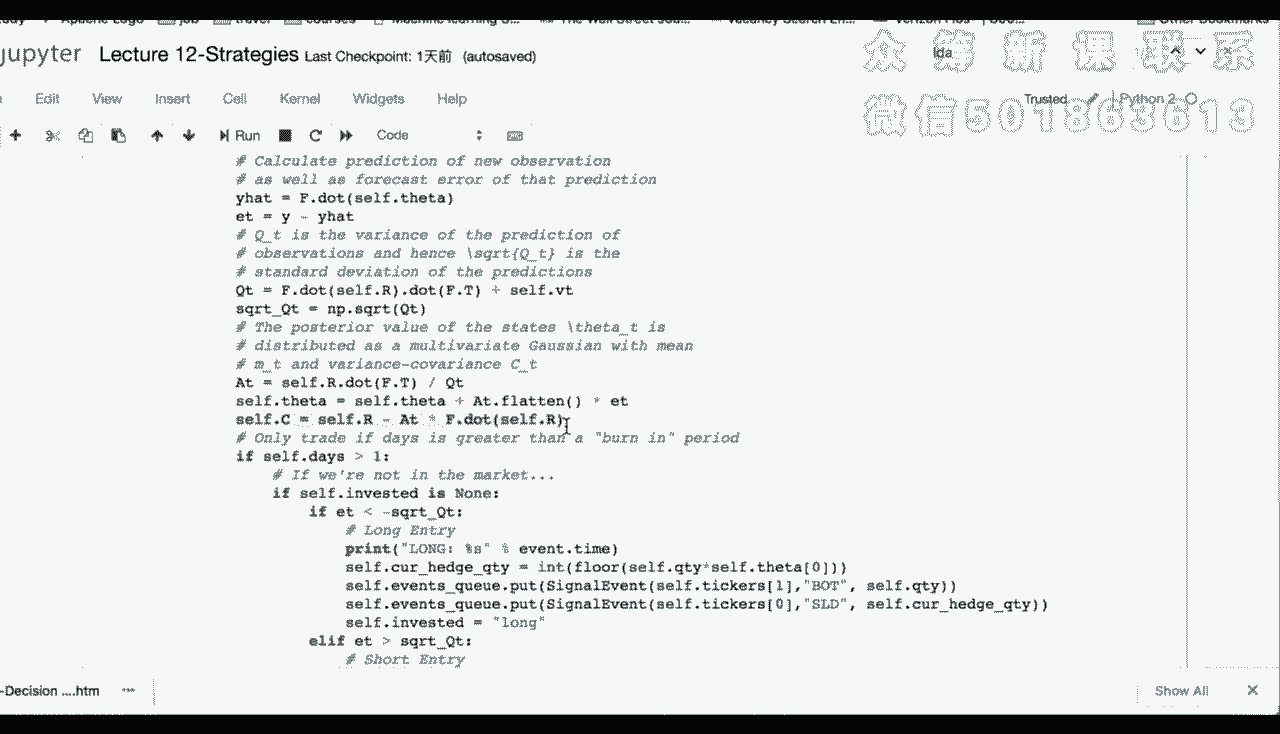 jupyter Lecture 12-Strategies Last Checkpoint: 1天前 (autosaved)
lda
众筹新课联系
微信501863613
Edit View Insert Cell Kernel Widgets Help
Trusted Python 2
Run Code
# Calculate prediction of new observation
# as well as forecast error of that prediction
yhat = F.dot(self.theta)
et = y - yhat
# Q_t is the variance of the prediction of
# observations and hence \sqrt{Q_t} is the
# standard deviation of the predictions
Qt = F.dot(self.R).dot(F.T) + self.vt
sqrt_Qt = np.sqrt(Qt)
# The posterior value of the states \theta_t is
# distributed as a multivariate Gaussian with mean
# m_t and variance-covariance C_t
At = self.R.dot(F.T) / Qt
self.theta = self.theta + At.flatten() * et
self.C = self.R - At * F.dot(self.R)
# Only trade if days is greater than a "burn in" period
if self.days > 1:
# If we're not in the market...
if self.invested is None:
if et < -sqrt_Qt:
# Long Entry
print("LONG: %s" % event.time)
self.cur_hedge_qty = int(floor(self.qty*self.theta[0]))
self.events_queue.put(SignalEvent(self.tickers[1],"BOT", self.qty))
self.events_queue.put(SignalEvent(self.tickers[0],"SLD", self.cur_hedge_qty))
self.invested = "long"
elif et > sqrt_Qt:
# Short Entry
-Decision ....htm
Show All